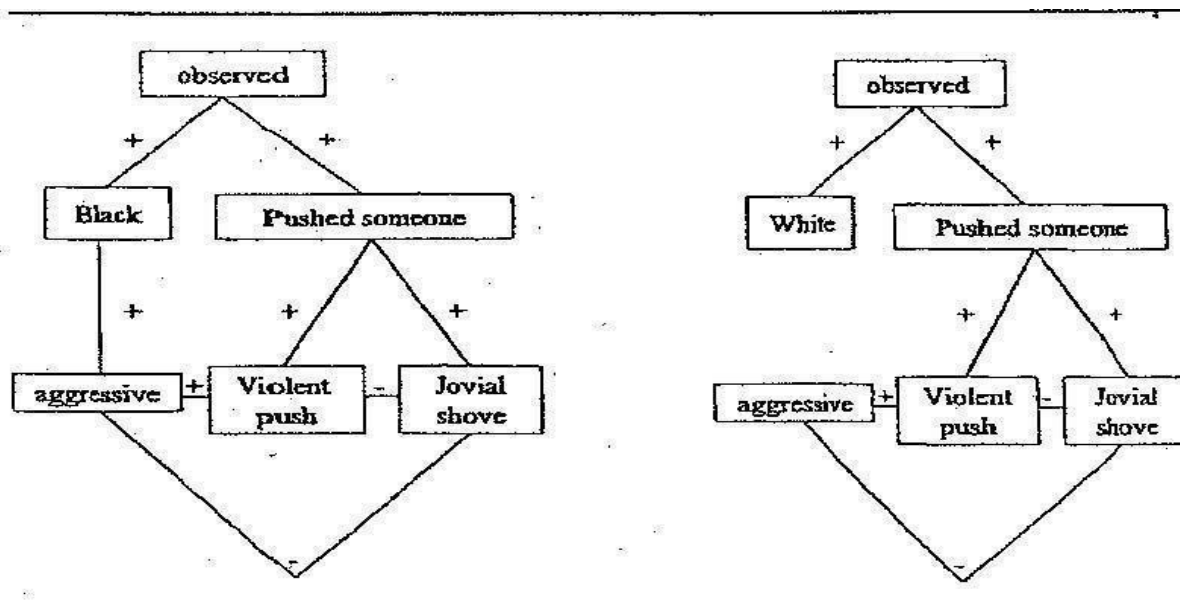 observed
+ +
Black
Pushed someone
+ + +
aggressive + Violent push - Jovial shove
-
observed
+ +
White
Pushed someone
+ +
aggressive + Violent push - Jovial shove
-